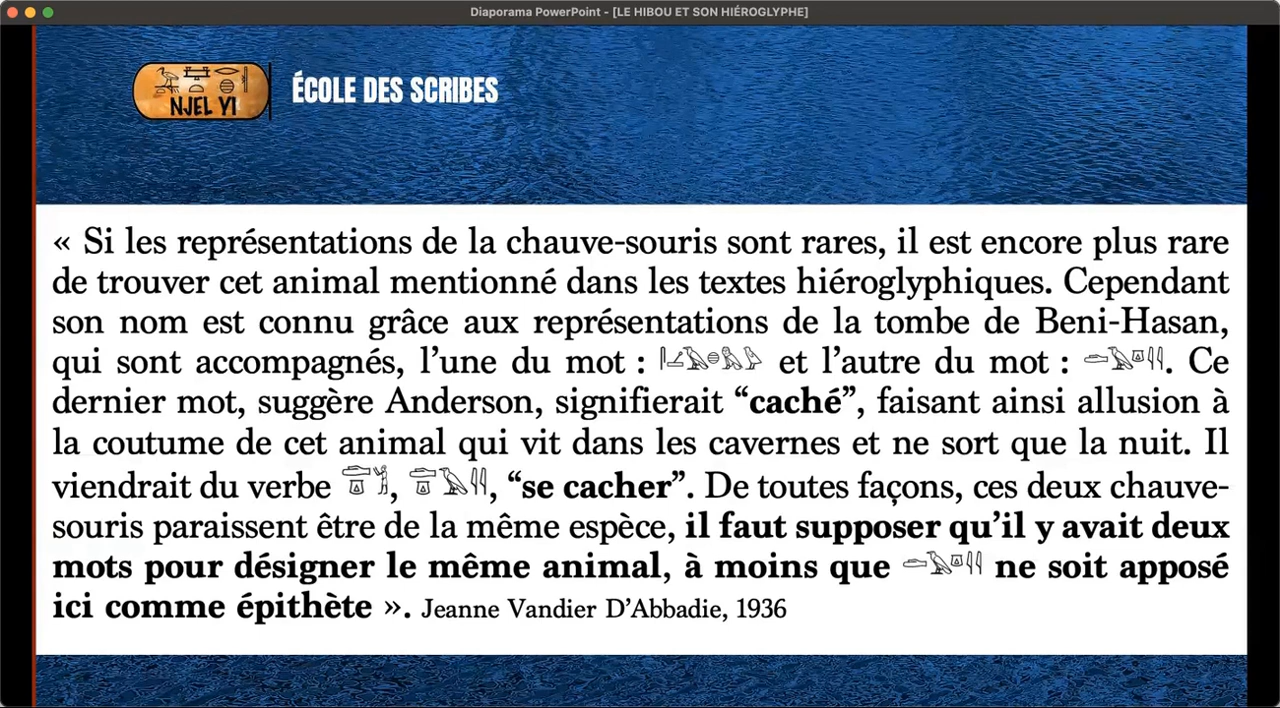 Diaporama PowerPoint - [LE HIBOU ET SON HIÉROGLYPHE]
NJEL YI
ÉCOLE DES SCRIBES
« Si les représentations de la chauve-souris sont rares, il est encore plus rare
de trouver cet animal mentionné dans les textes hiéroglyphiques. Cependant
son nom est connu grâce aux représentations de la tombe de Beni-Hasan,
qui sont accompagnés, l’une du mot : et l’autre du mot : 𓂧𓄿𓎼𓇋𓇋. Ce
dernier mot, suggère Anderson, signifierait “caché”, faisant ainsi allusion à
la coutume de cet animal qui vit dans les cavernes et ne sort que la nuit. Il
viendrait du verbe , 𓂧𓎼𓄿𓇋𓇋, “se cacher”. De toutes façons, ces deux chauve-
souris paraissent être de la même espèce, il faut supposer qu’il y avait deux
mots pour désigner le même animal, à moins que 𓂧𓄿𓎼𓇋𓇋 ne soit apposé
ici comme épithète ». Jeanne Vandier D’Abbadie, 1936